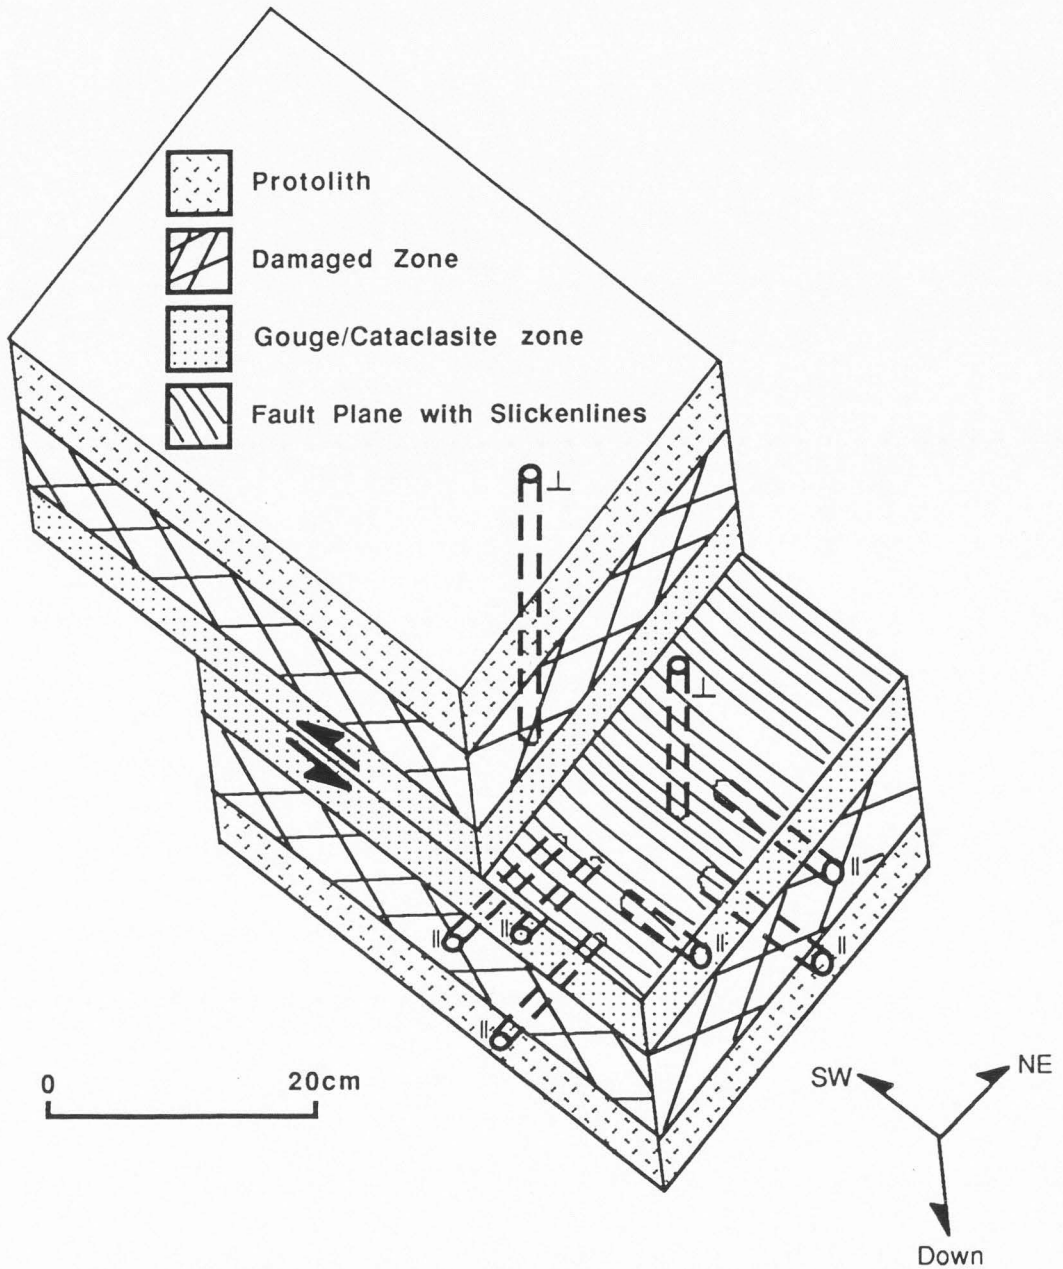 Protolith
Damaged Zone
Gouge/Cataclasite zone
Fault Plane with Slickenlines
⊥
⊥
||
||
||
||
||
||
0 20cm
SW NE
Down